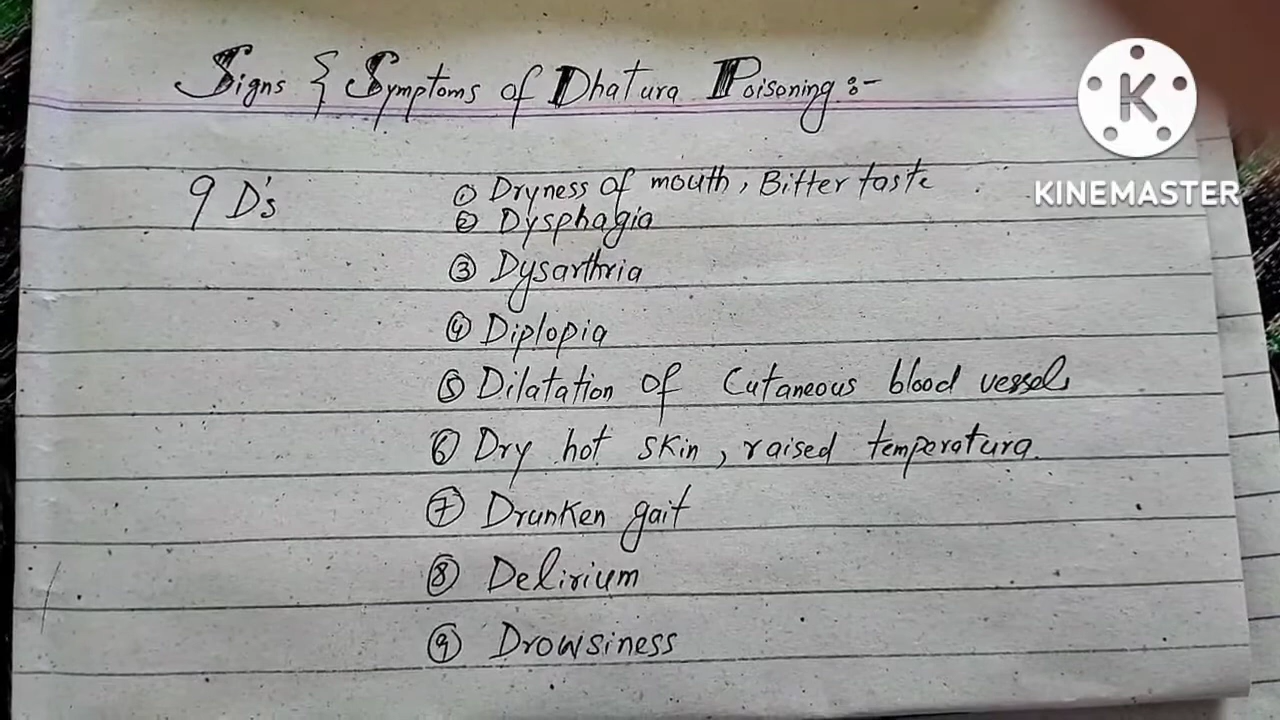 Signs & Symptoms of Dhatura Poisoning :-
K
KINEMASTER
9 D's
① Dryness of mouth, Bitter taste
② Dysphagia
③ Dysarthria
④ Diplopia
⑤ Dilatation of Cutaneous blood vessels
⑥ Dry hot skin, raised temperatura.
⑦ Drunken gait
⑧ Delirium
⑨ Drowsiness